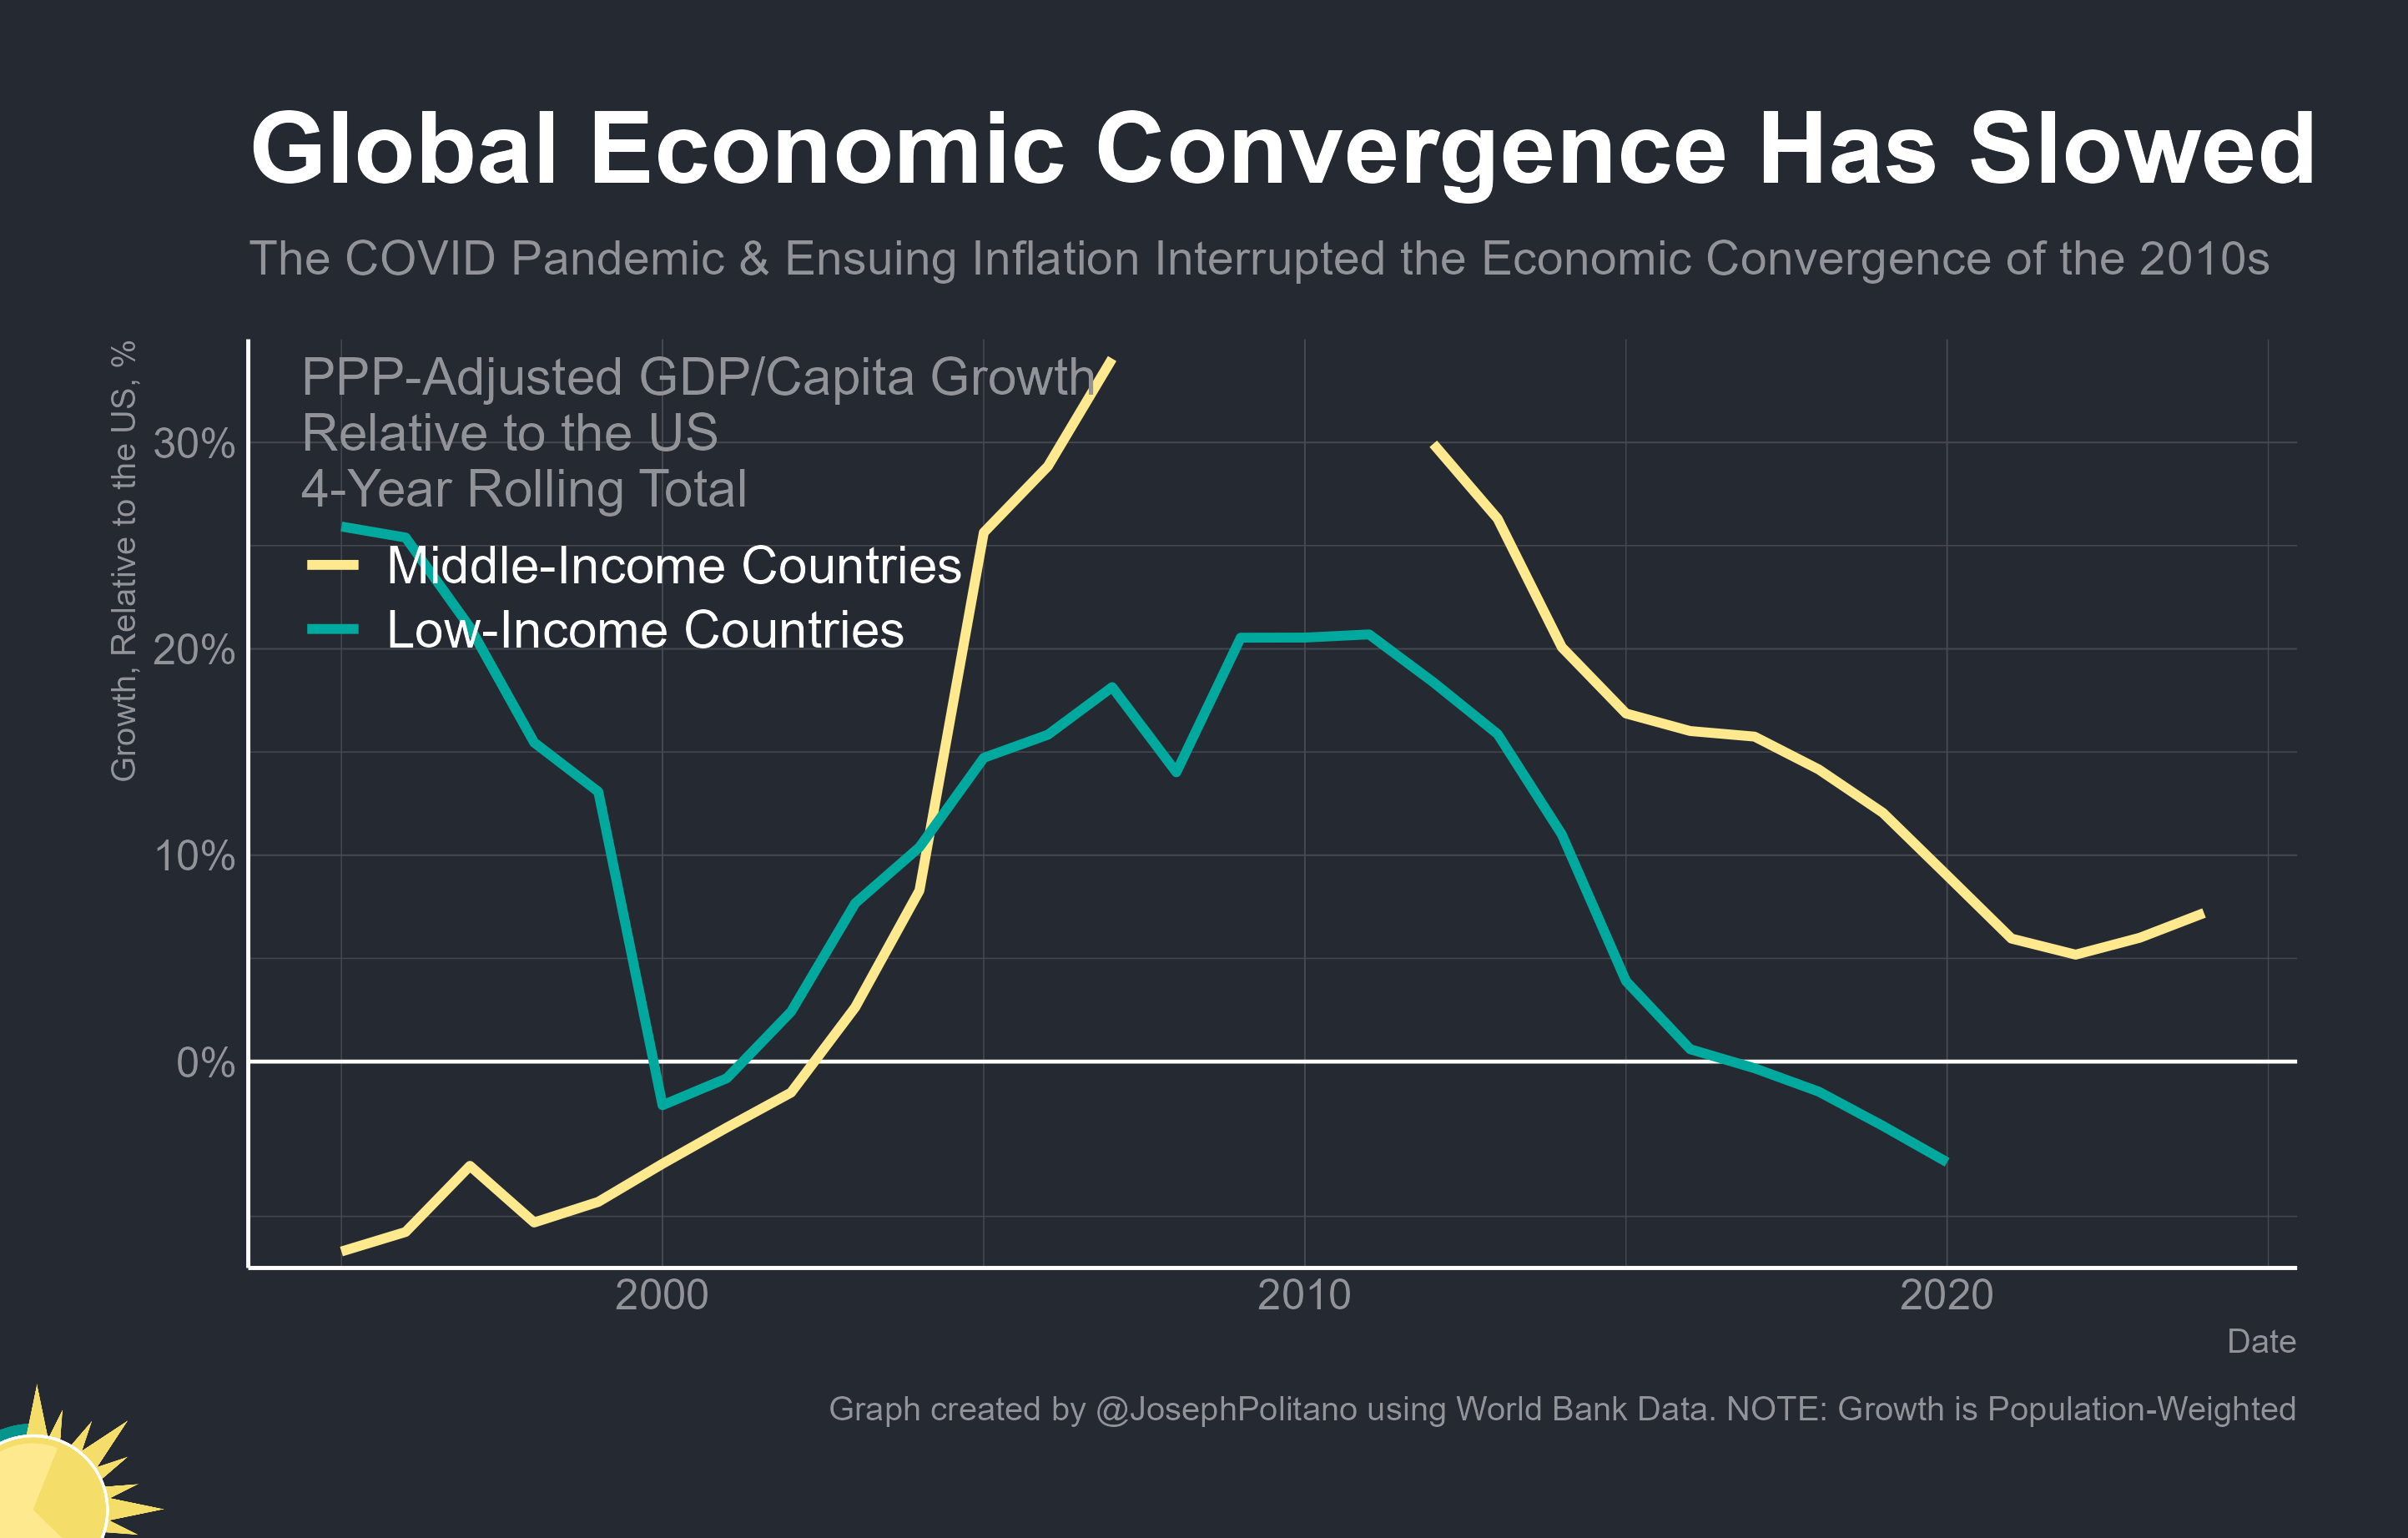 Global Economic Convergence Has Slowed
The COVID Pandemic & Ensuing Inflation Interrupted the Economic Convergence of the 2010s
Growth, Relative to the US, %
PPP-Adjusted GDP/Capita Growth
Relative to the US
4-Year Rolling Total
Middle-Income Countries
Low-Income Countries
30%
20%
10%
0%
2000
2010
2020
Date
Graph created by @JosephPolitano using World Bank Data. NOTE: Growth is Population-Weighted